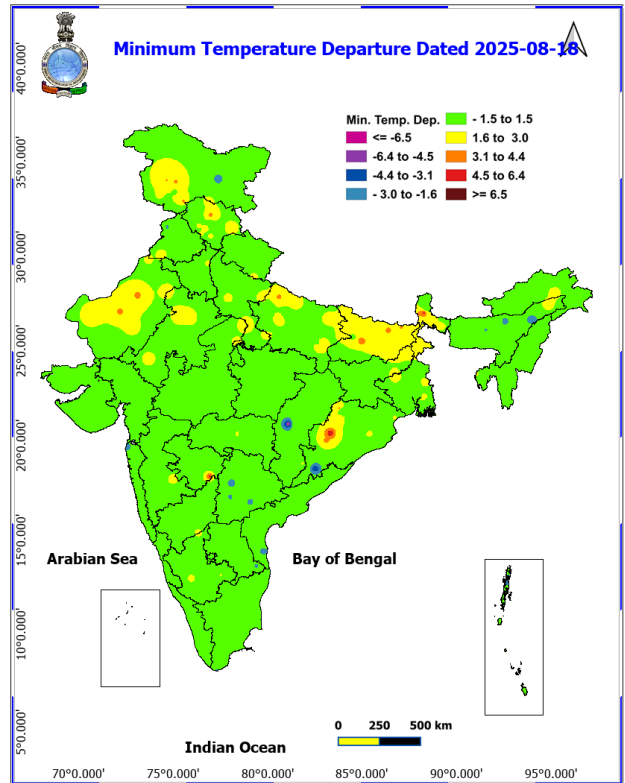 Minimum Temperature Departure Dated 2025-08-18
Min. Temp. Dep.
<= -6.5
-6.4 to -4.5
-4.4 to -3.1
- 3.0 to -1.6
- 1.5 to 1.5
1.6 to 3.0
3.1 to 4.4
4.5 to 6.4
>= 6.5
40°0.000'
35°0.000'
30°0.000'
25°0.000'
20°0.000'
15°0.000'
10°0.000'
5°0.000'
Arabian Sea
Bay of Bengal
Indian Ocean
0 250 500 km
70°0.000' 75°0.000' 80°0.000' 85°0.000' 90°0.000' 95°0.000'